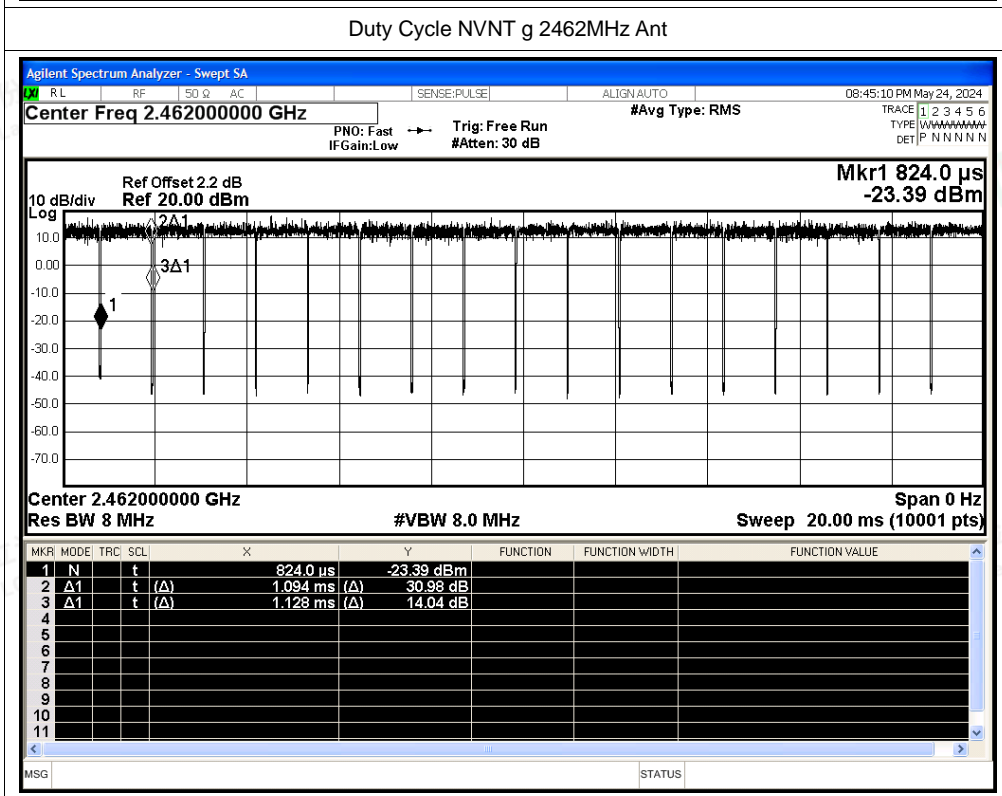 Duty Cycle NVNT g 2462MHz Ant
Agilent Spectrum Analyzer - Swept SA
LXI RL RF 50 Ω AC SENSE:PULSE ALIGN AUTO 08:45:10 PM May 24, 2024
Center Freq 2.462000000 GHz #Avg Type: RMS TRACE 1 2 3 4 5 6
PNO: Fast Trig: Free Run TYPE WWWWWW
IFGain:Low #Atten: 30 dB DET P N N N N N
Mkr1 824.0 µs
Ref Offset 2.2 dB
10 dB/div Ref 20.00 dBm -23.39 dBm
Log
2Δ1
10.0
0.00
3Δ1
-10.0
1
-20.0
-30.0
-40.0
-50.0
-60.0
-70.0
Center 2.462000000 GHz Span 0 Hz
Res BW 8 MHz #VBW 8.0 MHz Sweep 20.00 ms (10001 pts)
MKR MODE TRC SCL X Y FUNCTION FUNCTION WIDTH FUNCTION VALUE
1 N t 824.0 µs -23.39 dBm
2 Δ1 t (Δ) 1.094 ms (Δ) 30.98 dB
3 Δ1 t (Δ) 1.128 ms (Δ) 14.04 dB
4
5
6
7
8
9
10
11
MSG STATUS